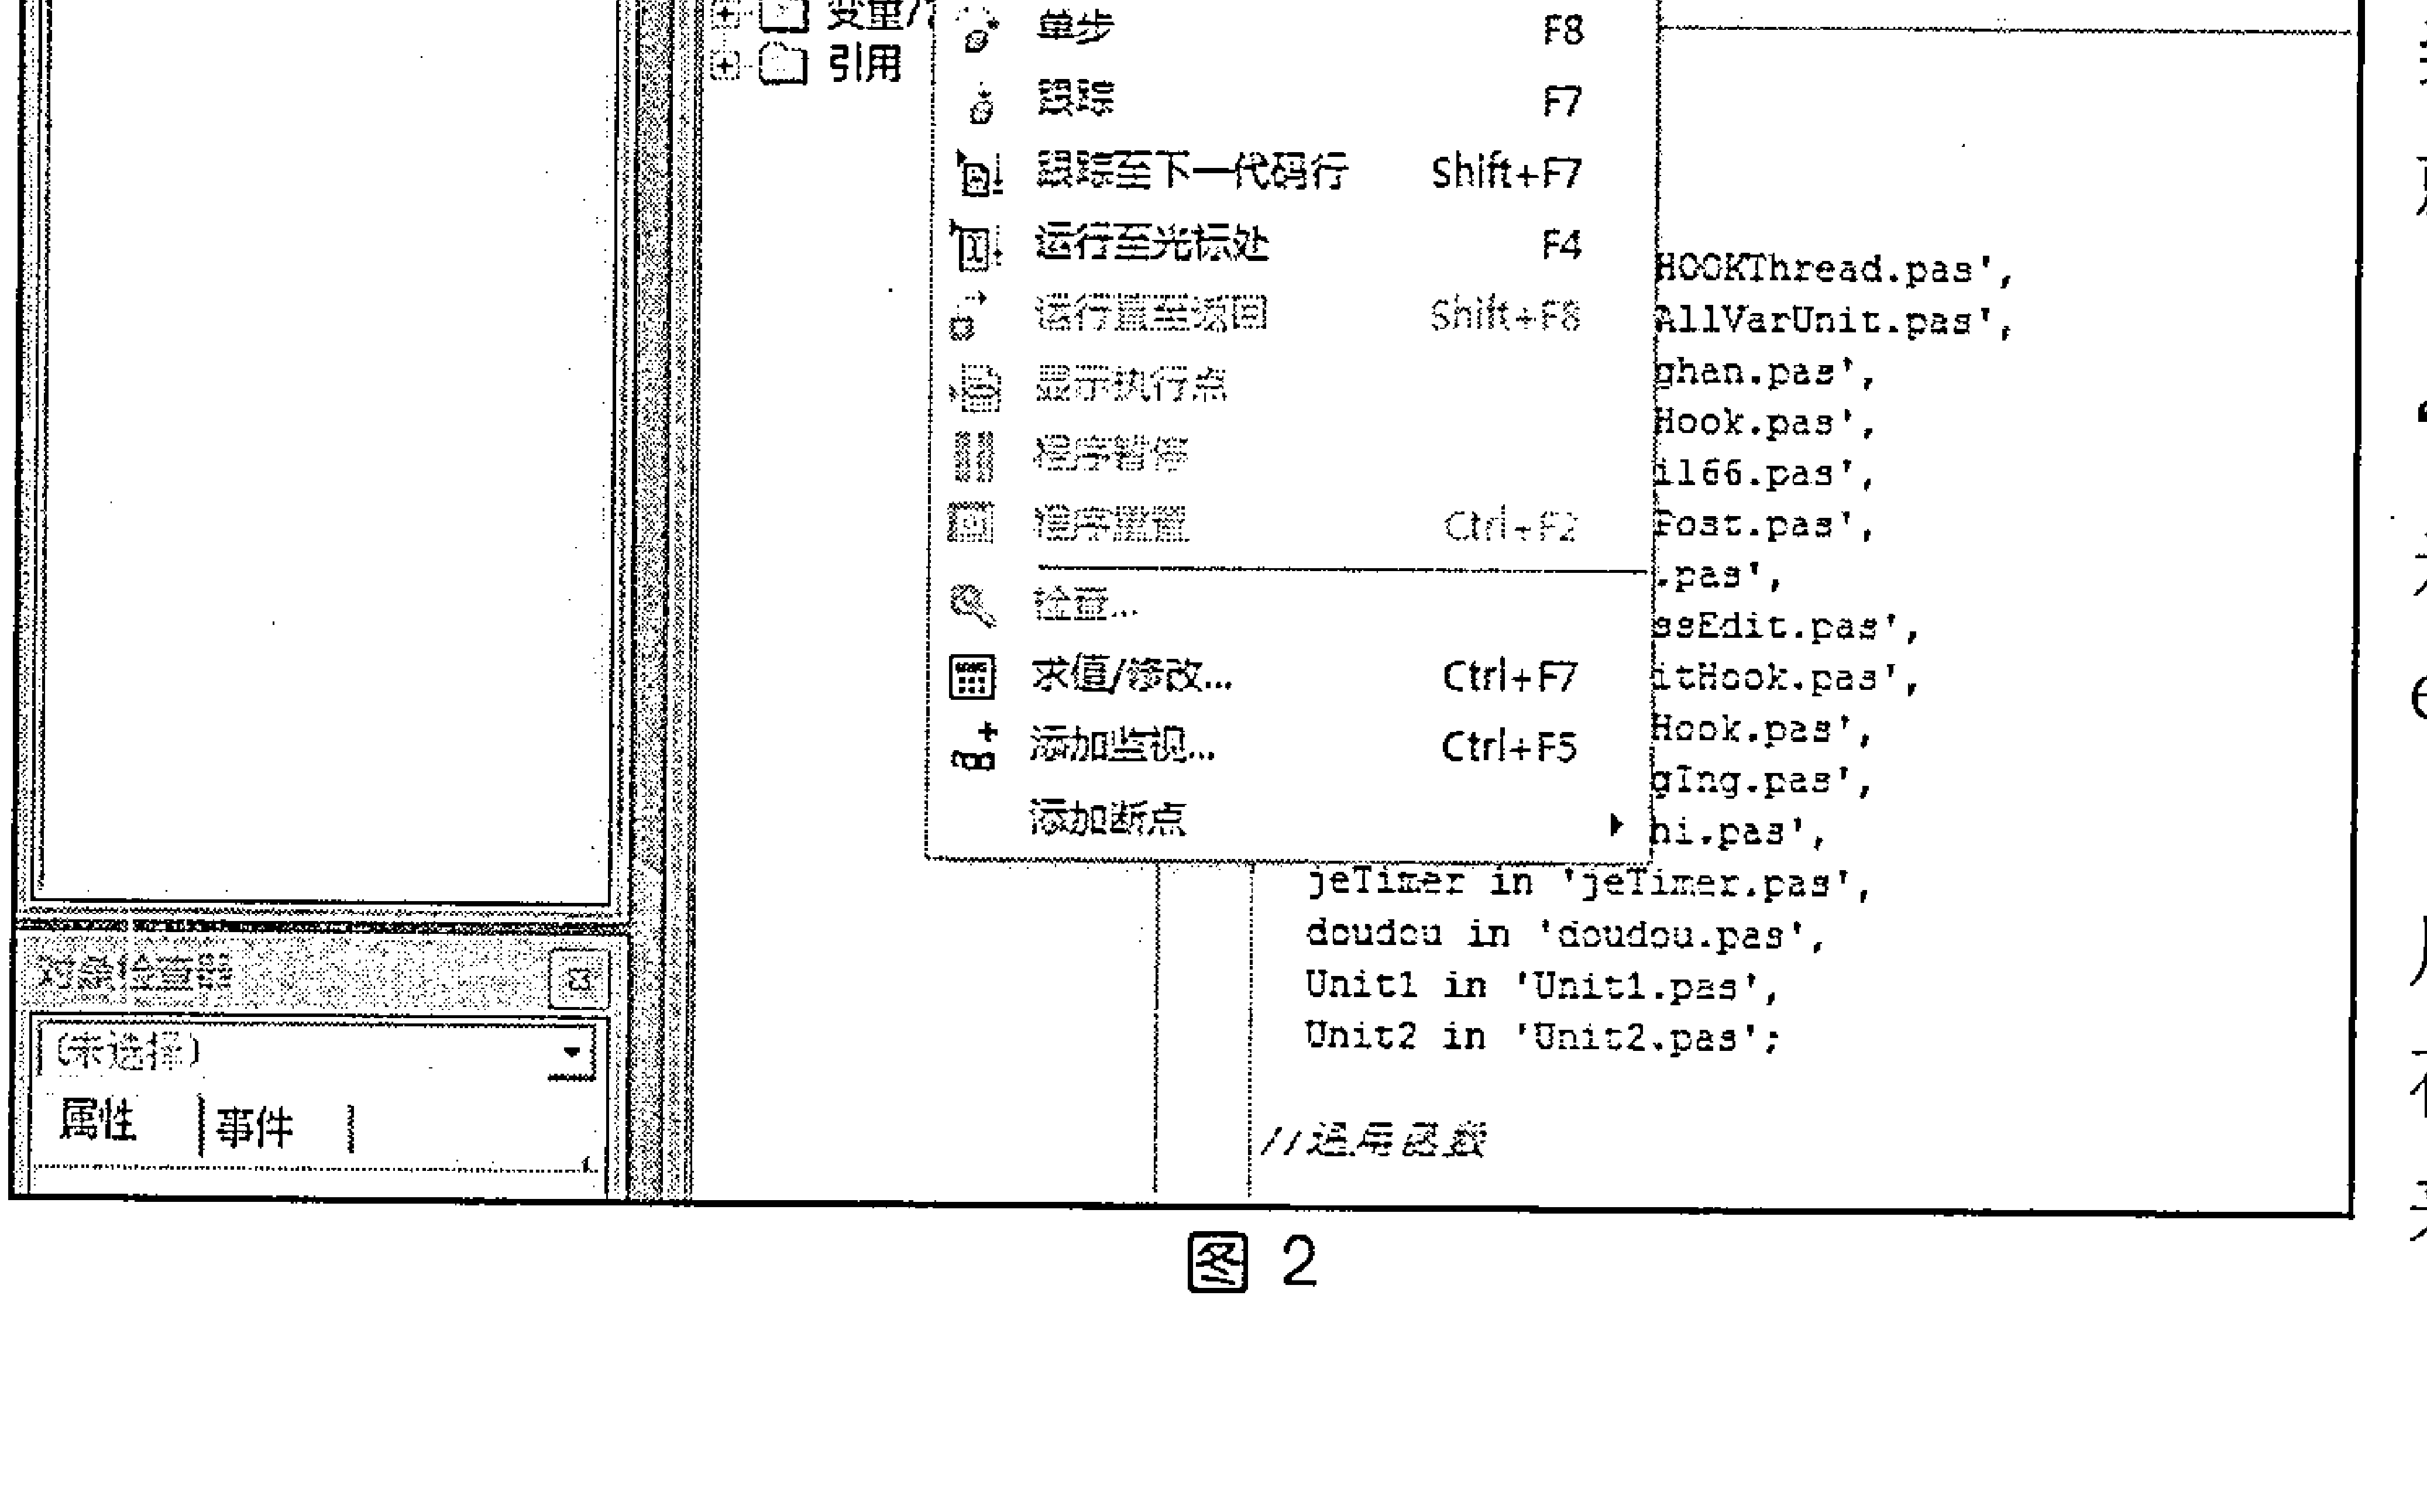 变量/
引用
单步 F8
跟踪 F7
跟踪至下一代码行 Shift+F7
运行至光标处 F4
运行直至返回 Shift+F8
显示执行点
程序暂停
程序重置 Ctrl+F2
检查...
求值/修改... Ctrl+F7
添加监视... Ctrl+F5
添加断点
HOOKThread.pas',
AllVarUnit.pas',
ghan.pas',
Hook.pas',
il66.pas',
Post.pas',
.pas',
ssEdit.pas',
itHook.pas',
Hook.pas',
gIng.pas',
hi.pas',
jeTimer in 'jeTimer.pas',
doudou in 'doudou.pas',
Unit1 in 'Unit1.pas',
Unit2 in 'Unit2.pas';
//通用函数
对象检查器
(未选择)
属性 事件
图 2